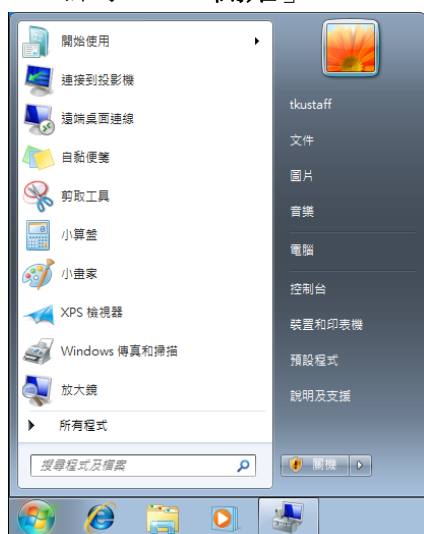 開始使用
連接到投影機
遠端桌面連線
自黏便箋
剪取工具
小算盤
小畫家
XPS 檢視器
Windows 傳真和掃描
放大鏡
所有程式
搜尋程式及檔案
tkustaff
文件
圖片
音樂
電腦
控制台
裝置和印表機
預設程式
說明及支援
關機